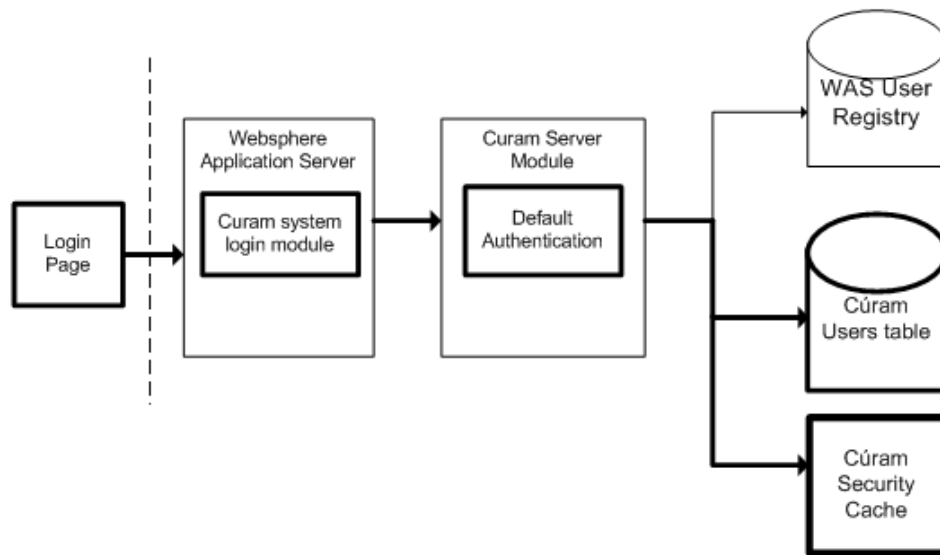 Login
Page
Websphere
Application Server
Curam system
login module
Curam Server
Module
Default
Authentication
WAS User
Registry
Cúram
Users table
Cúram
Security
Cache